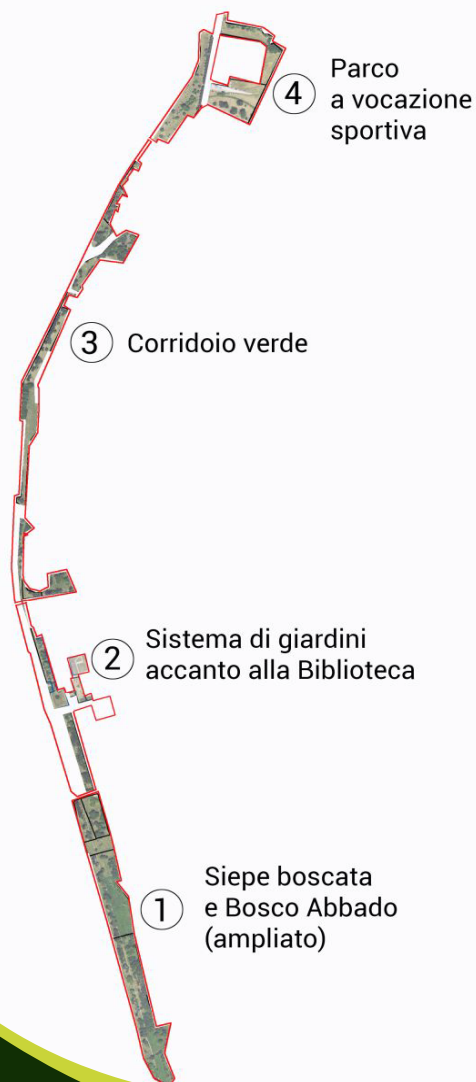 4
Parco
a vocazione
sportiva
3
Corridoio verde
2
Sistema di giardini
accanto alla Biblioteca
1
Siepe boscata
e Bosco Abbado
(ampliato)